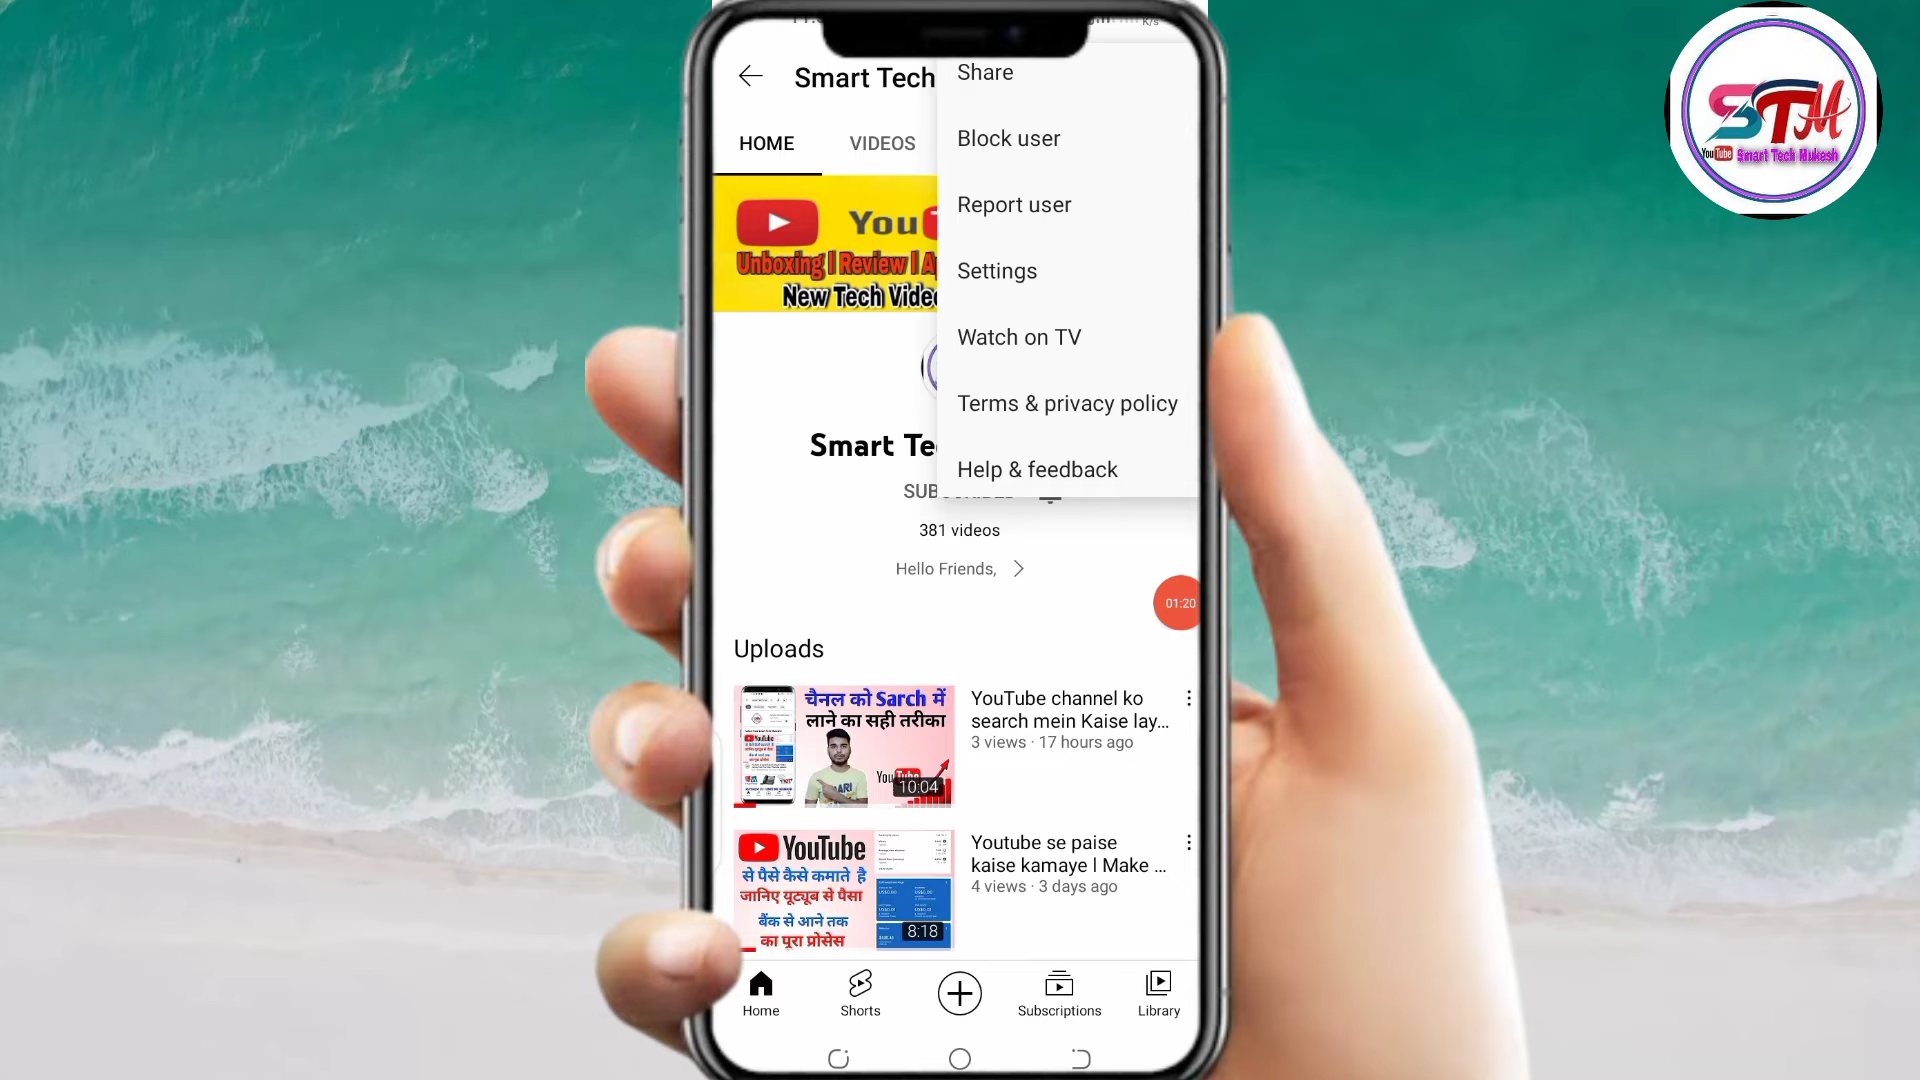 K/s
Smart Tech
Share
Block user
Report user
Settings
Watch on TV
Terms & privacy policy
Help & feedback
HOME
VIDEOS
You
Unboxing | Review | A
New Tech Vide
Smart Te
381 videos
Hello Friends,
01:20
Uploads
चैनल को Sarch में
लाने का सही तरीका
YouTube
10:04
YouTube channel ko
search mein Kaise lay...
3 views · 17 hours ago
YouTube
से पैसे कैसे कमाते है
जानिए यूट्यूब से पैसा
बैंक से आने तक
का पूरा प्रोसेस
8:18
Youtube se paise
kaise kamaye | Make ...
4 views · 3 days ago
Home
Shorts
Subscriptions
Library
STM
YouTube Smart Tech Mukesh